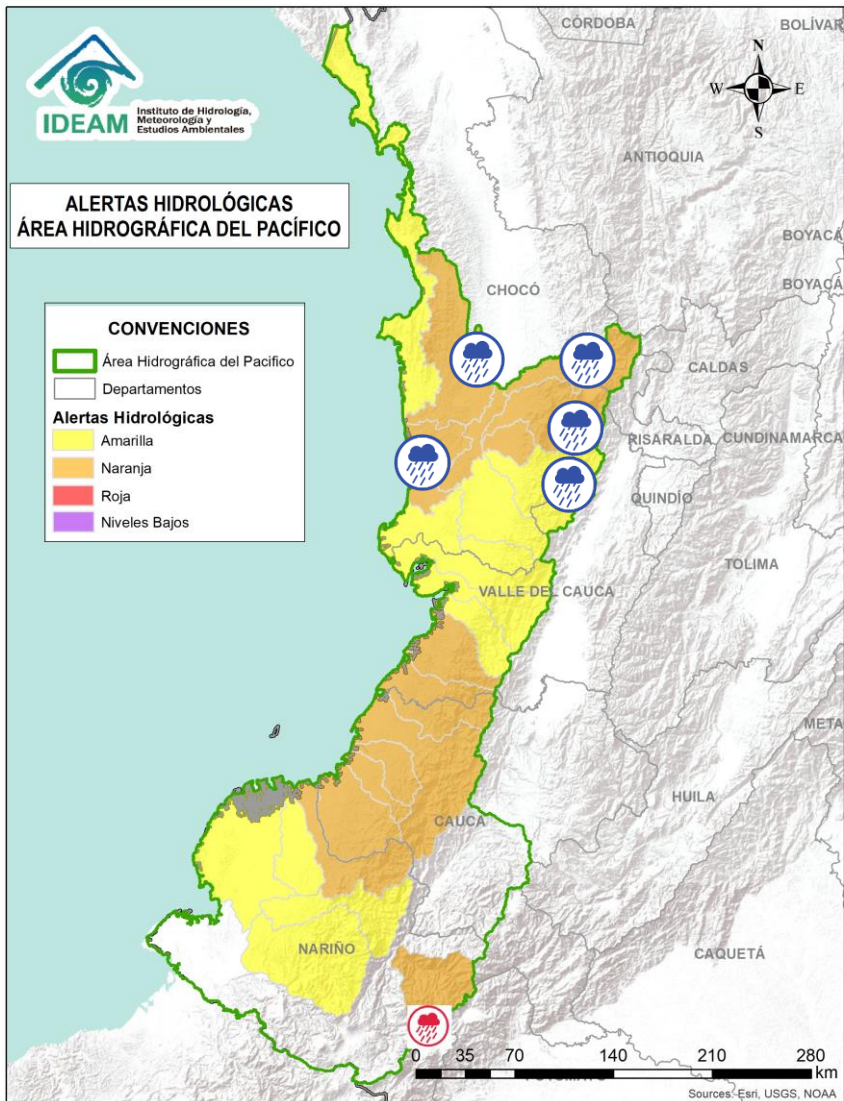 IDEAM
Instituto de Hidrología,
Meteorología y
Estudios Ambientales
ALERTAS HIDROLÓGICAS
ÁREA HIDROGRÁFICA DEL PACÍFICO
CONVENCIONES
Área Hidrográfica del Pacifico
Departamentos
Alertas Hidrológicas
Amarilla
Naranja
Roja
Niveles Bajos
N
W
E
S
CÓRDOBA
BOLÍVAR
ANTIOQUIA
BOYACÁ
BOYACÁ
CHOCÓ
CALDAS
RISARALDA
CUNDINAMARCA
QUINDÍO
TOLIMA
VALLE DEL CAUCA
META
HUILA
CAUCA
NARIÑO
CAQUETÁ
0 35 70 140 210 280
km
Sources: Esri, USGS, NOAA